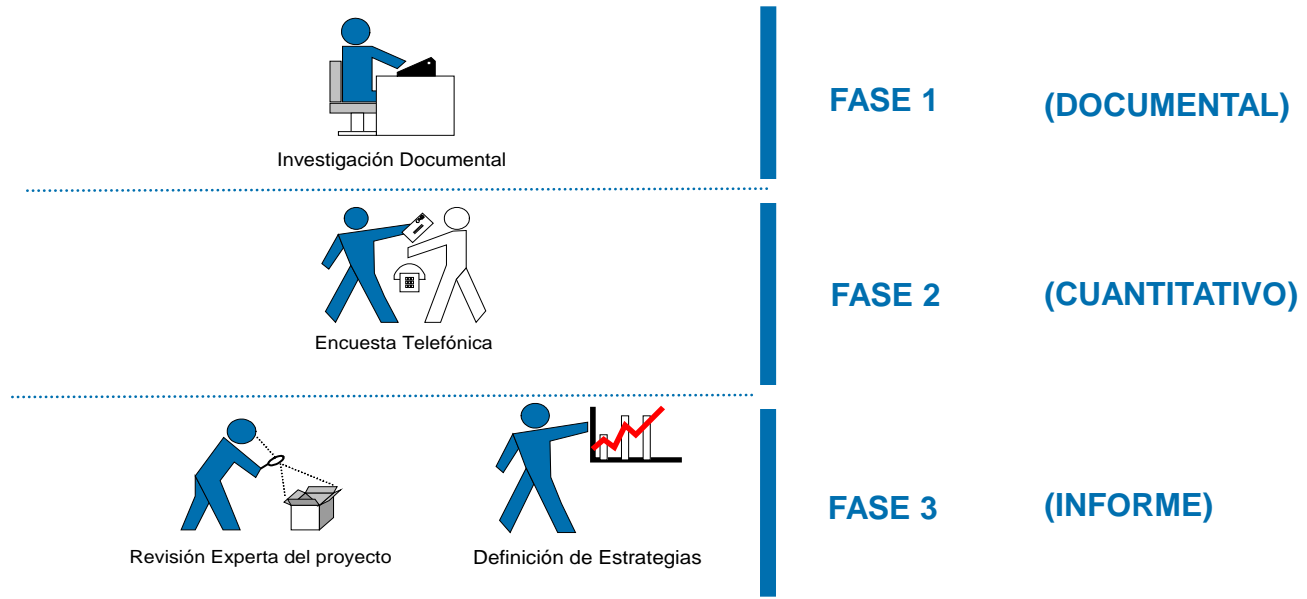 FASE 1 (DOCUMENTAL)
Investigación Documental
FASE 2 (CUANTITATIVO)
Encuesta Telefónica
FASE 3 (INFORME)
Revisión Experta del proyecto
Definición de Estrategias